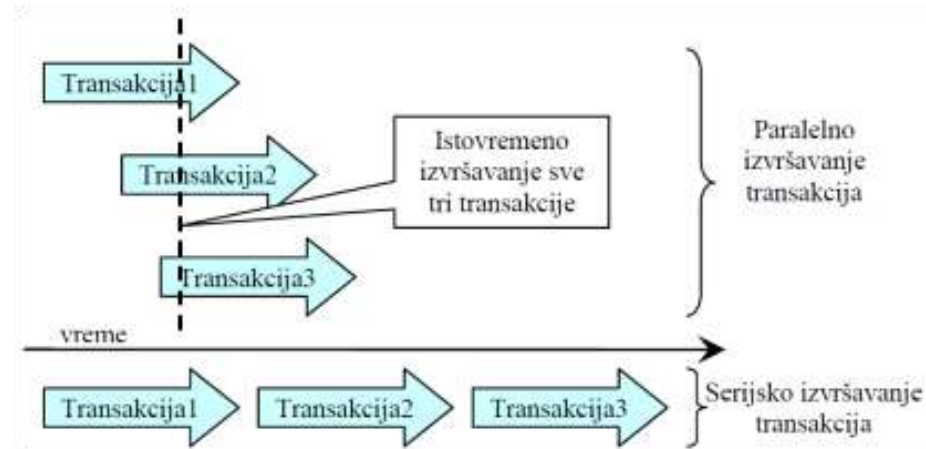 Transakcija1
Transakcija2
Transakcija3
Istovremeno
izvršavanje sve
tri transakcije
Paralelno
izvršavanje
transakcija
vreme
Transakcija1
Transakcija2
Transakcija3
Serijsko izvršavanje
transakcija